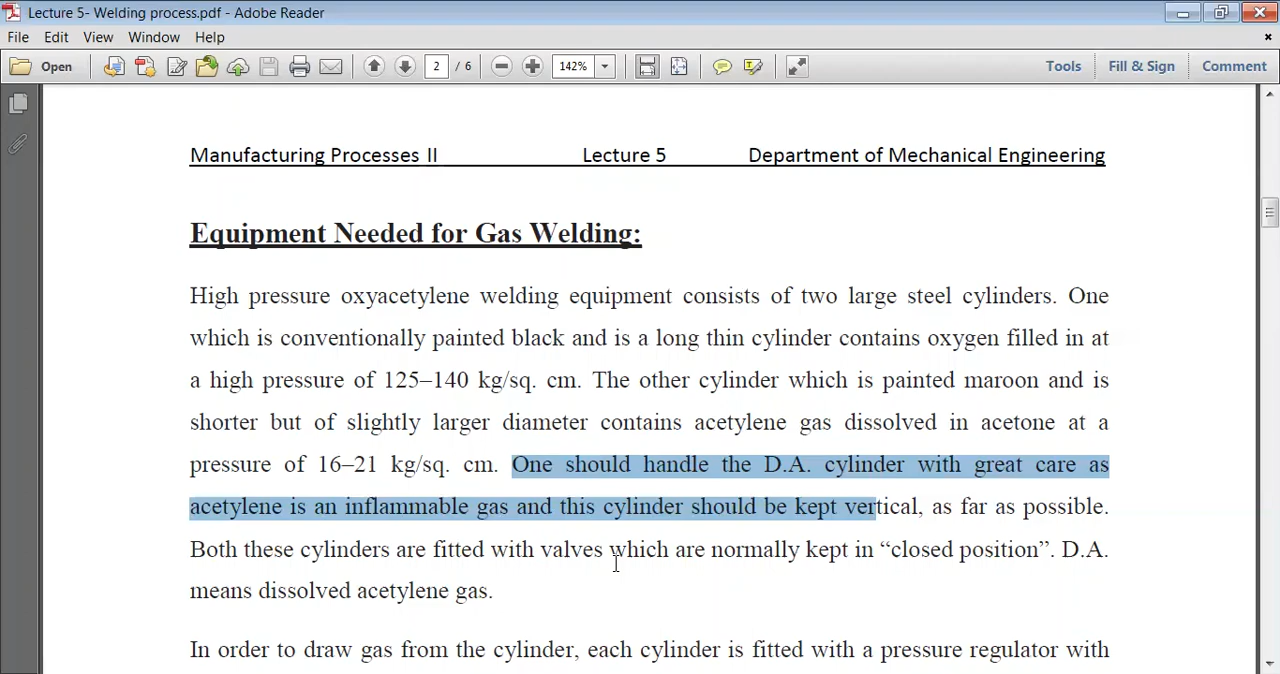 Lecture 5- Welding process.pdf - Adobe Reader
File Edit View Window Help
Open 2 / 6 142% Tools Fill & Sign Comment
Manufacturing Processes II Lecture 5 Department of Mechanical Engineering
Equipment Needed for Gas Welding:
High pressure oxyacetylene welding equipment consists of two large steel cylinders. One
which is conventionally painted black and is a long thin cylinder contains oxygen filled in at
a high pressure of 125–140 kg/sq. cm. The other cylinder which is painted maroon and is
shorter but of slightly larger diameter contains acetylene gas dissolved in acetone at a
pressure of 16–21 kg/sq. cm. One should handle the D.A. cylinder with great care as
acetylene is an inflammable gas and this cylinder should be kept vertical, as far as possible.
Both these cylinders are fitted with valves which are normally kept in “closed position”. D.A.
means dissolved acetylene gas.
In order to draw gas from the cylinder, each cylinder is fitted with a pressure regulator with